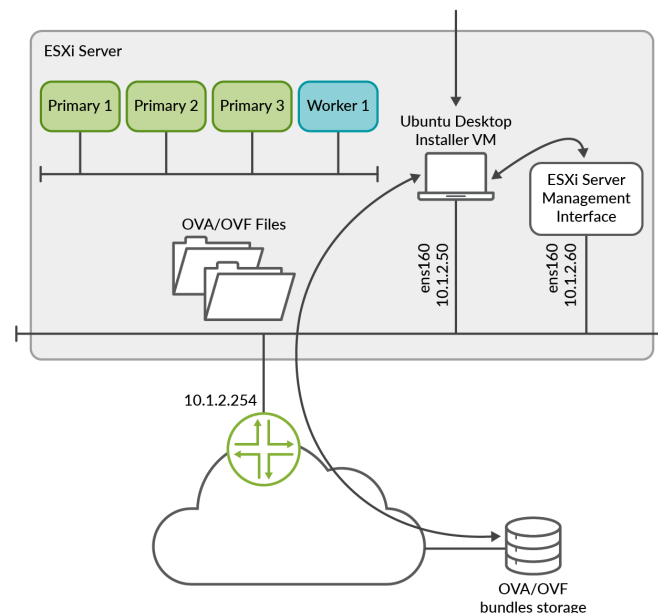 ESXi Server
Primary 1
Primary 2
Primary 3
Worker 1
Ubuntu Desktop
Installer VM
ESXi Server
Management
Interface
OVA/OVF Files
ens160
10.1.2.50
ens160
10.1.2.60
10.1.2.254
OVA/OVF
bundles storage